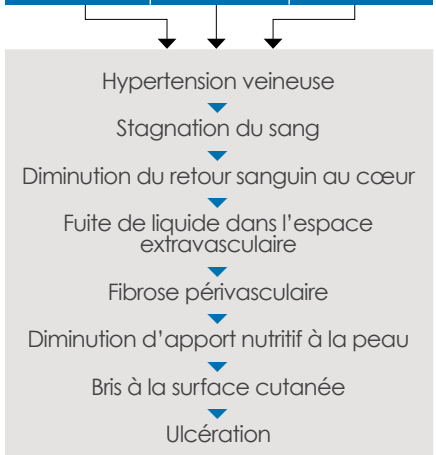 Hypertension veineuse
Stagnation du sang
Diminution du retour sanguin au cœur
Fuite de liquide dans l'espace
extravasculaire
Fibrose périvasculaire
Diminution d'apport nutritif à la peau
Bris à la surface cutanée
Ulcération